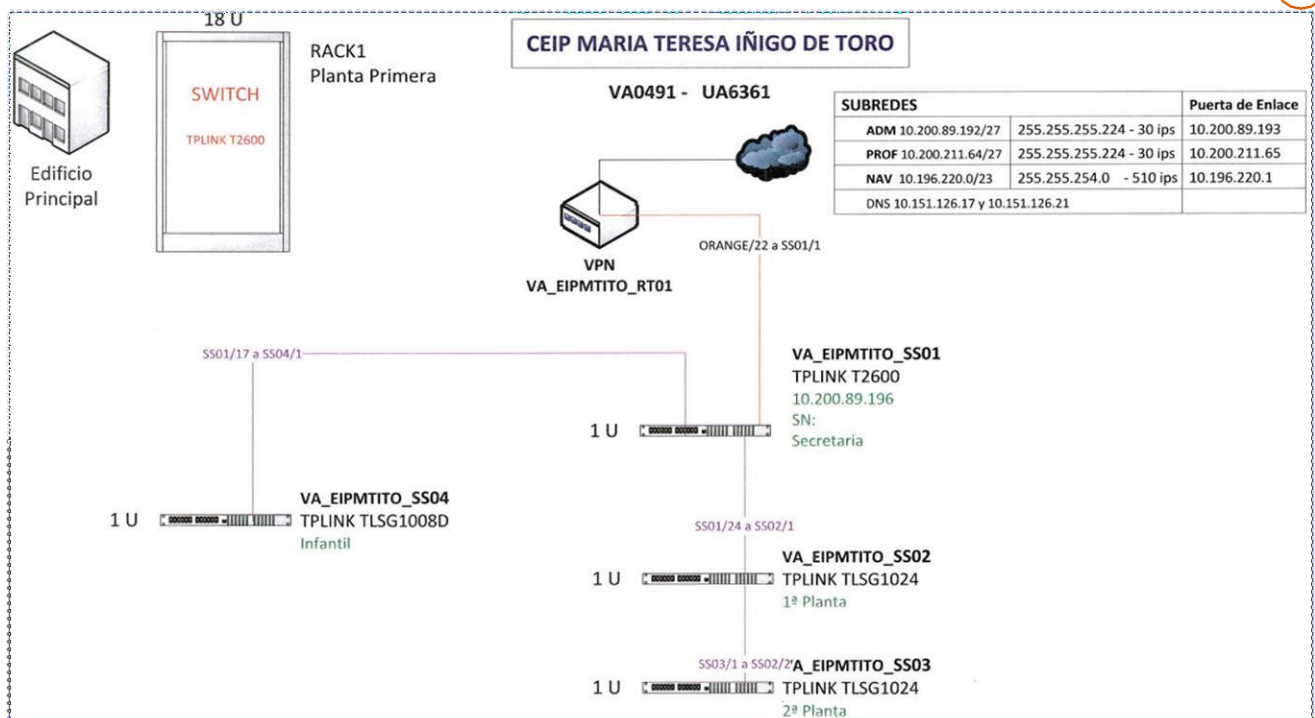 18 U
RACK1
Planta Primera
SWITCH
TPLINK T2600
Edificio
Principal
CEIP MARIA TERESA IÑIGO DE TORO
VA0491 - UA6361
SUBREDES Puerta de Enlace
ADM 10.200.89.192/27 255.255.255.224 - 30 ips 10.200.89.193
PROF 10.200.211.64/27 255.255.255.224 - 30 ips 10.200.211.65
NAV 10.196.220.0/23 255.255.254.0 - 510 ips 10.196.220.1
DNS 10.151.126.17 y 10.151.126.21
ORANGE/22 a SS01/1
VPN
VA_EIPMTITO_RT01
SS01/17 a SS04/1
VA_EIPMTITO_SS01
TPLINK T2600
10.200.89.196
SN:
Secretaria
1 U
VA_EIPMTITO_SS04
TPLINK TLSG1008D
Infantil
1 U
SS01/24 a SS02/1
VA_EIPMTITO_SS02
TPLINK TLSG1024
1ª Planta
1 U
SS03/1 a SS02/2
A_EIPMTITO_SS03
TPLINK TLSG1024
2ª Planta
1 U